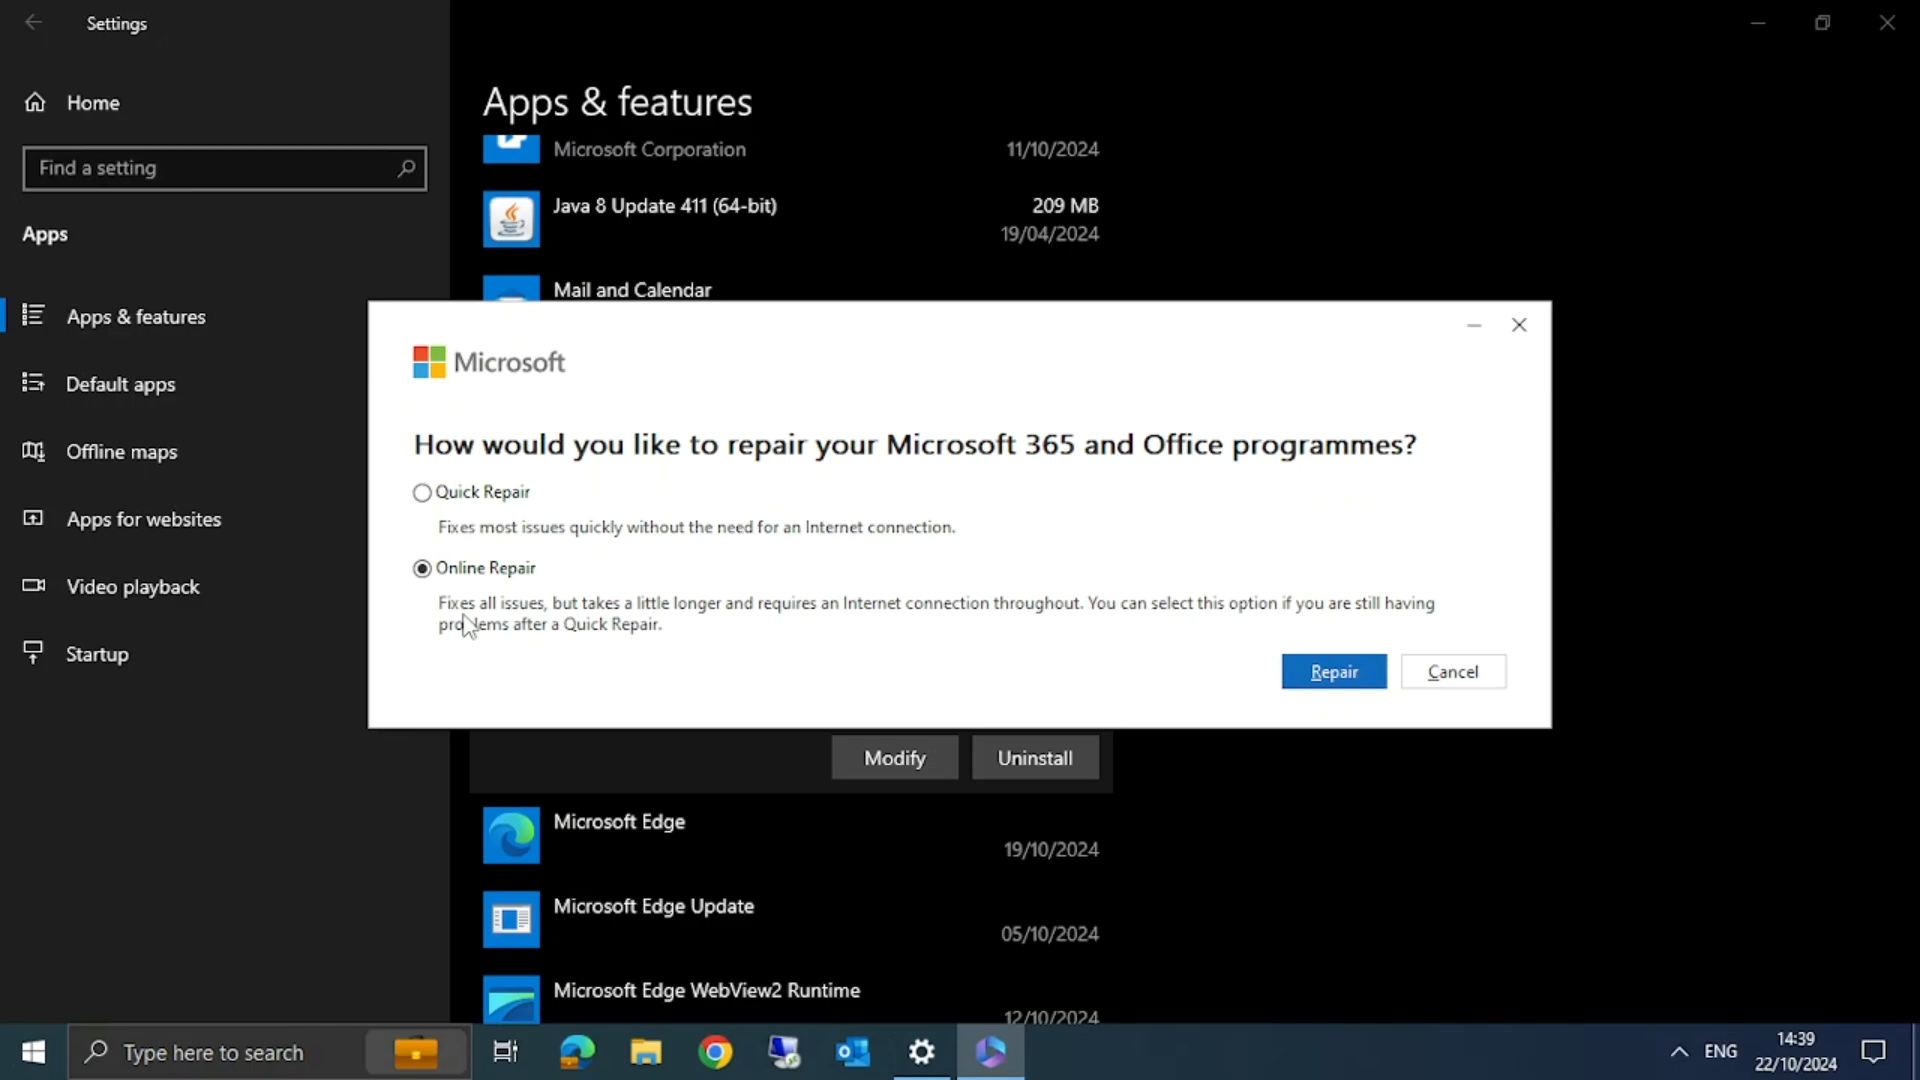 Settings
Home
Find a setting
Apps
Apps & features
Default apps
Offline maps
Apps for websites
Video playback
Startup
Apps & features
Microsoft Corporation 11/10/2024
Java 8 Update 411 (64-bit) 209 MB
19/04/2024
Mail and Calendar
Microsoft
How would you like to repair your Microsoft 365 and Office programmes?
Quick Repair
Fixes most issues quickly without the need for an Internet connection.
Online Repair
Fixes all issues, but takes a little longer and requires an Internet connection throughout. You can select this option if you are still having
problems after a Quick Repair.
Repair Cancel
Modify Uninstall
Microsoft Edge
19/10/2024
Microsoft Edge Update
05/10/2024
Microsoft Edge WebView2 Runtime
12/10/2024
Type here to search
ENG
14:39
22/10/2024